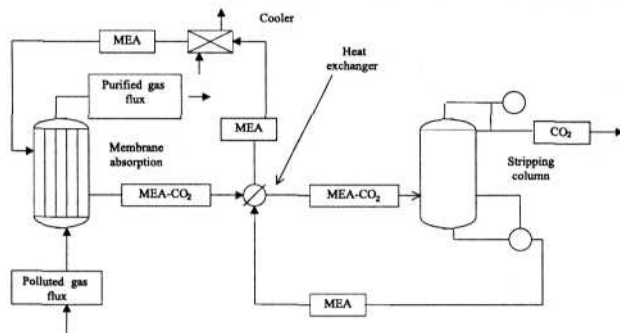 Cooler
MEA
Heat
exchanger
Purified gas
flux
MEA
CO₂
Membrane
absorption
Stripping
column
MEA-CO₂
MEA-CO₂
Polluted gas
flux
MEA